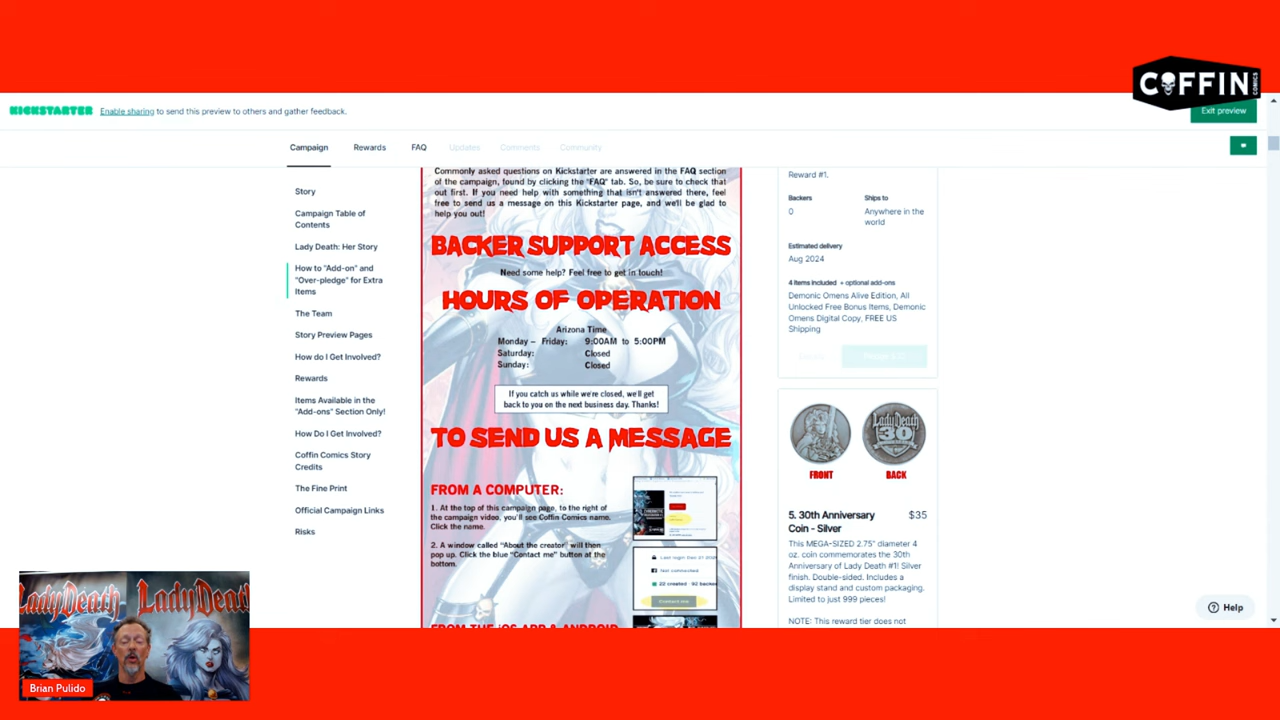 COFFIN COMICS
KICKSTARTER
Enable sharing to send this preview to others and gather feedback.
Exit preview
Campaign
Rewards
FAQ
Updates
Comments
Community
Story
Campaign Table of
Contents
Lady Death: Her Story
How to "Add-on" and
"Over-pledge" for Extra
Items
The Team
Story Preview Pages
How do I Get Involved?
Rewards
Items Available in the
"Add-ons" Section Only!
How Do I Get Involved?
Coffin Comics Story
Credits
The Fine Print
Official Campaign Links
Risks
Commonly asked questions on Kickstarter are answered in the FAQ section
of the campaign, found by clicking the "FAQ" tab. So, be sure to check that
out first. If you need help with something that isn't answered there, feel
free to send us a message on this Kickstarter page, and we'll be glad to
help you out!
BACKER SUPPORT ACCESS
Need some help? Feel free to get in touch!
HOURS OF OPERATION
Arizona Time
Monday – Friday: 9:00AM to 5:00PM
Saturday: Closed
Sunday: Closed
If you catch us while we're closed, we'll get
back to you on the next business day. Thanks!
TO SEND US A MESSAGE
FROM A COMPUTER:
1. At the top of this campaign page, to the right of
the campaign video, you'll see Coffin Comics name.
Click the name.
2. A window called "About the creator" will then
pop up. Click the blue "Contact me" button at the
bottom.
Contact me
FROM THE iOS APP & ANDROID
Reward #1.
Backers
0
Ships to
Anywhere in the
world
Estimated delivery
Aug 2024
4 items included + optional add-ons
Demonic Omens Alive Edition, All
Unlocked Free Bonus Items, Demonic
Omens Digital Copy, FREE US
Shipping
Lady Death
30
FRONT
BACK
5. 30th Anniversary
Coin - Silver
$35
This MEGA-SIZED 2.75" diameter 4
oz. coin commemorates the 30th
Anniversary of Lady Death #1! Silver
finish. Double-sided. Includes a
display stand and custom packaging.
Limited to just 999 pieces!
NOTE: This reward tier does not
Help
Lady Death
Lady Death
Brian Pulido